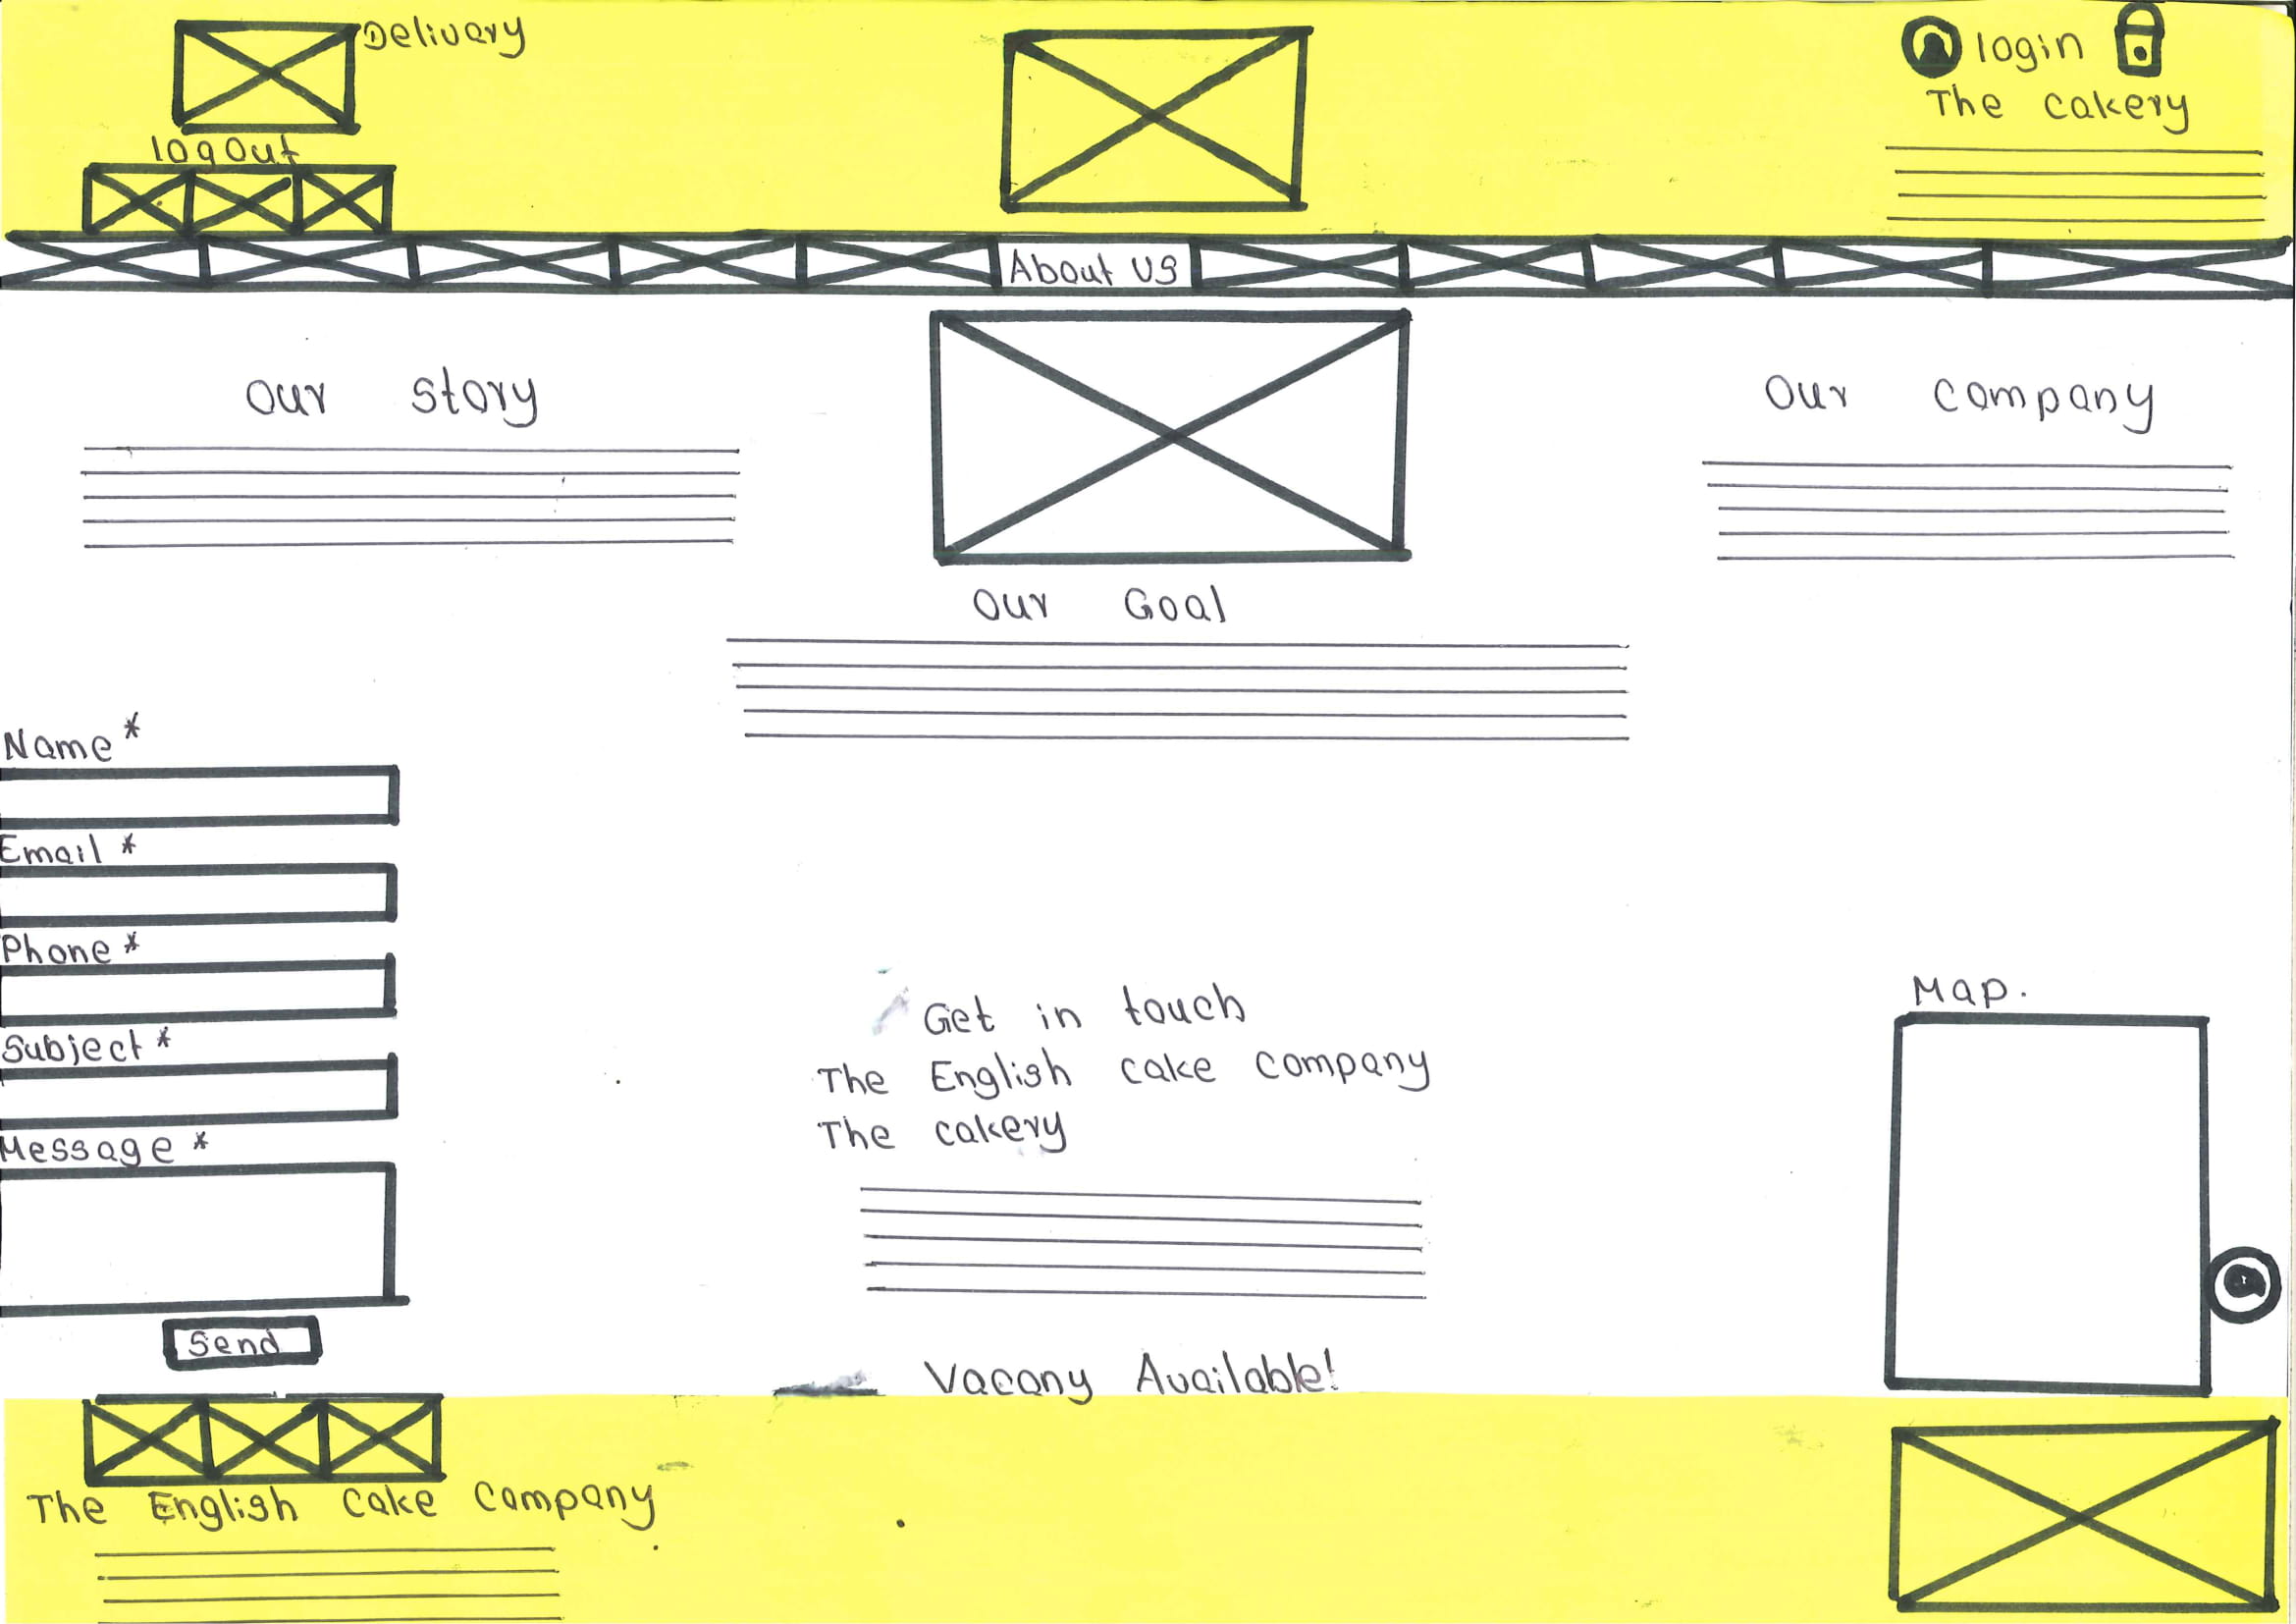 Delivery
login
The cakery
logout
About Us
Our Story
Our Company
Our Goal
Name*
Email *
Phone*
Subject*
Message *
Send
Get in touch
The English cake company
The cakery
Map.
Vacany Available!
The English Cake Company